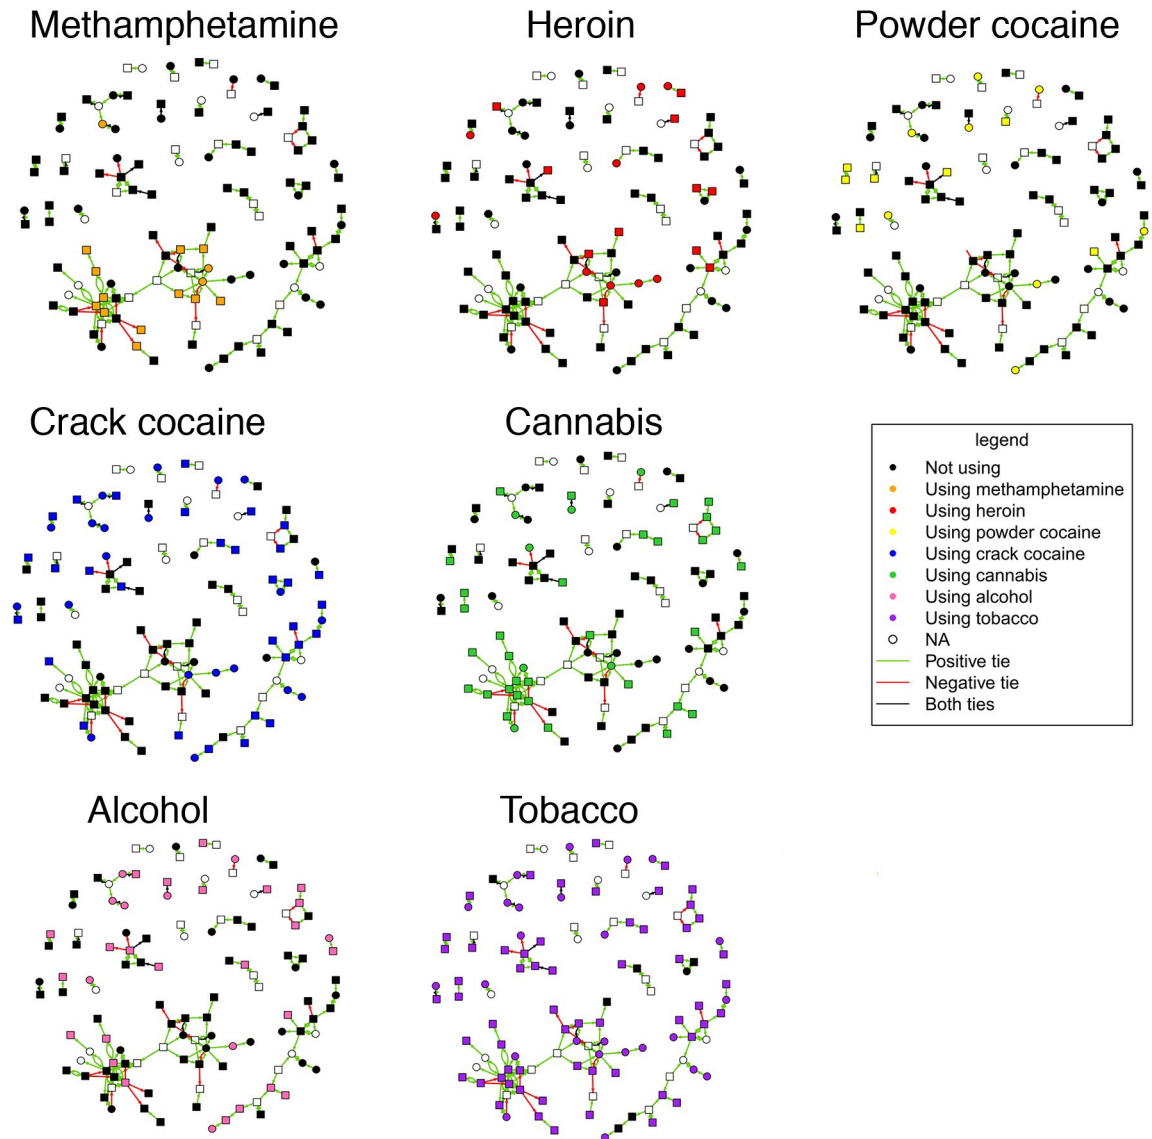 Methamphetamine
Heroin
Powder cocaine
Crack cocaine
Cannabis
legend
Not using
Using methamphetamine
Using heroin
Using powder cocaine
Using crack cocaine
Using cannabis
Using alcohol
Using tobacco
NA
Positive tie
Negative tie
Both ties
Alcohol
Tobacco